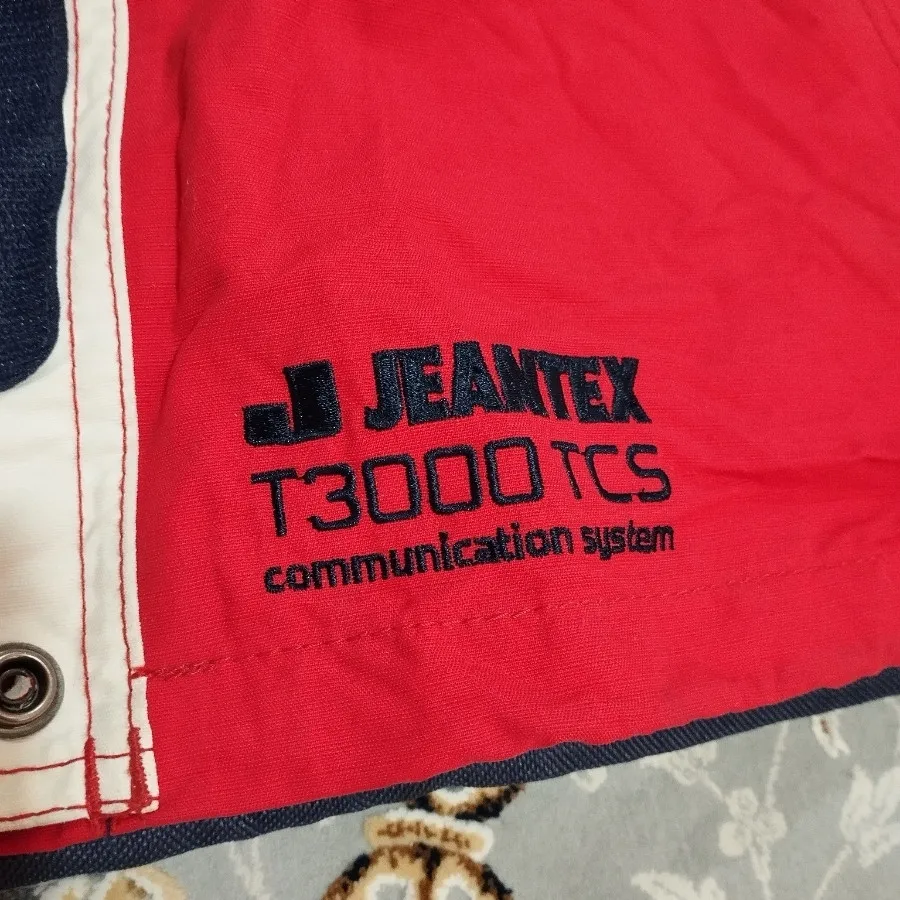 J JEANTEX
T3000 TCS
communication system